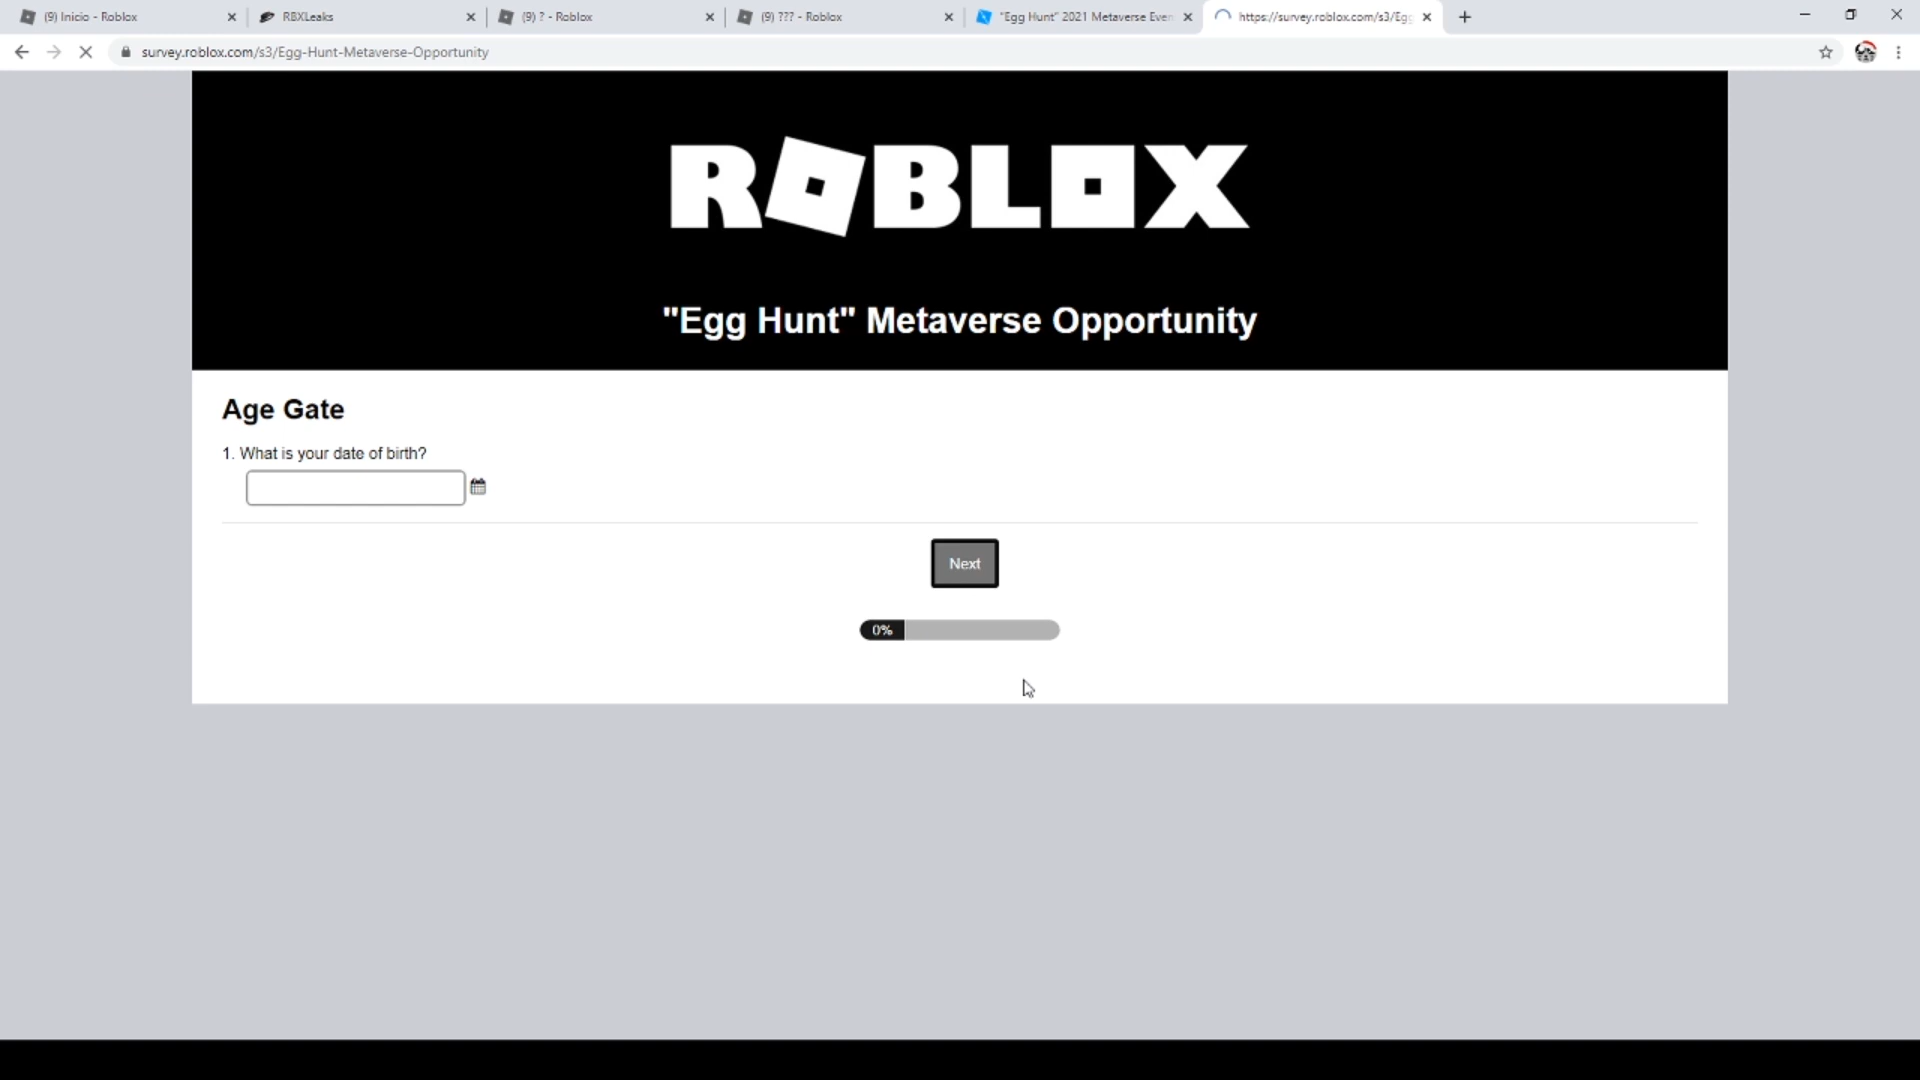 (9) Inicio - Roblox
RBXLeaks
(9) ? - Roblox
(9) ??? - Roblox
"Egg Hunt" 2021 Metaverse Even
https://survey.roblox.com/s3/Egg
survey.roblox.com/s3/Egg-Hunt-Metaverse-Opportunity
ROBLOX
"Egg Hunt" Metaverse Opportunity
Age Gate
1. What is your date of birth?
Next
0%